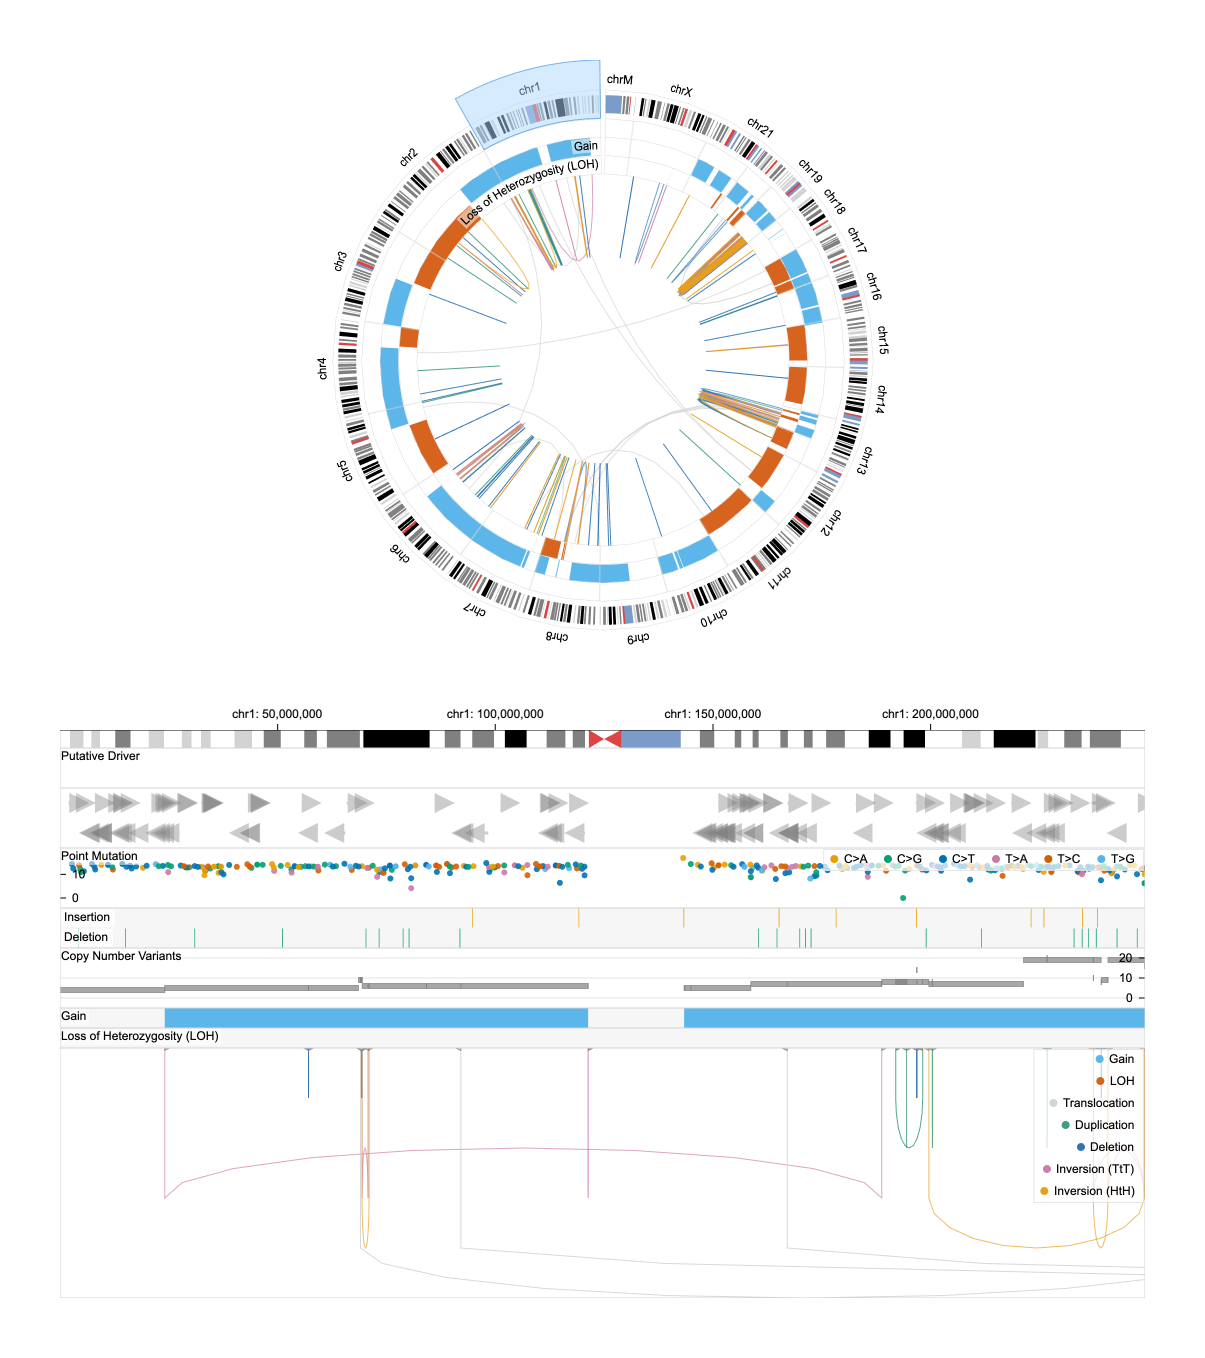 chr1
chrM
chrX
chr21
chr19
chr18
chr17
chr16
chr15
chr14
chr13
chr12
chr11
chr10
chr9
chr8
chr7
chr6
chr5
chr4
chr3
chr2
Gain
Loss of Heterozygosity (LOH)
chr1: 50,000,000 chr1: 100,000,000 chr1: 150,000,000 chr1: 200,000,000
Putative Driver
Point Mutation
C>A C>G C>T T>A T>C T>G
10
0
Insertion
Deletion
Copy Number Variants
20
10
0
Gain
Loss of Heterozygosity (LOH)
Gain
LOH
Translocation
Duplication
Deletion
Inversion (TtT)
Inversion (HtH)